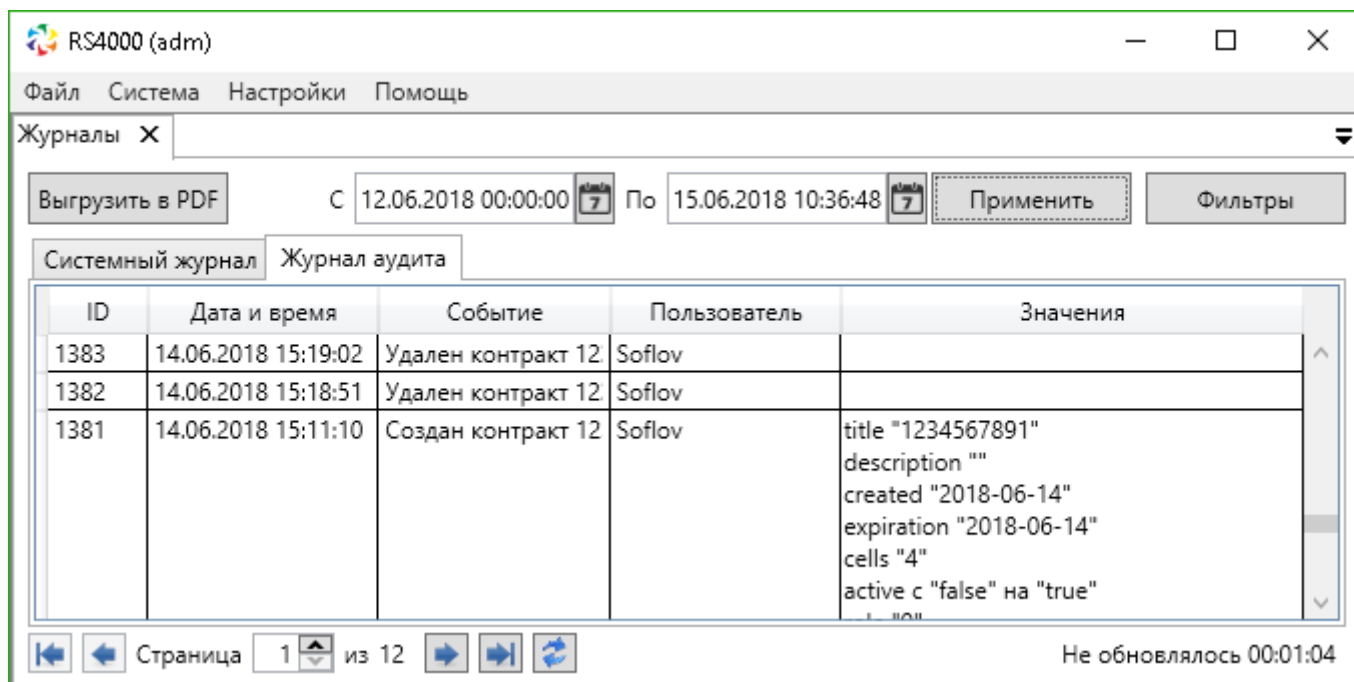 RS4000 (adm)
Файл Система Настройки Помощь
Журналы
Выгрузить в PDF С 12.06.2018 00:00:00 7 По 15.06.2018 10:36:48 7 Применить Фильтры
Системный журнал Журнал аудита
ID Дата и время Событие Пользователь Значения
1383 14.06.2018 15:19:02 Удален контракт 12 Soflov
1382 14.06.2018 15:18:51 Удален контракт 12 Soflov
1381 14.06.2018 15:11:10 Создан контракт 12 Soflov title "1234567891"
description ""
created "2018-06-14"
expiration "2018-06-14"
cells "4"
active с "false" на "true"
Страница 1 из 12 Не обновлялось 00:01:04